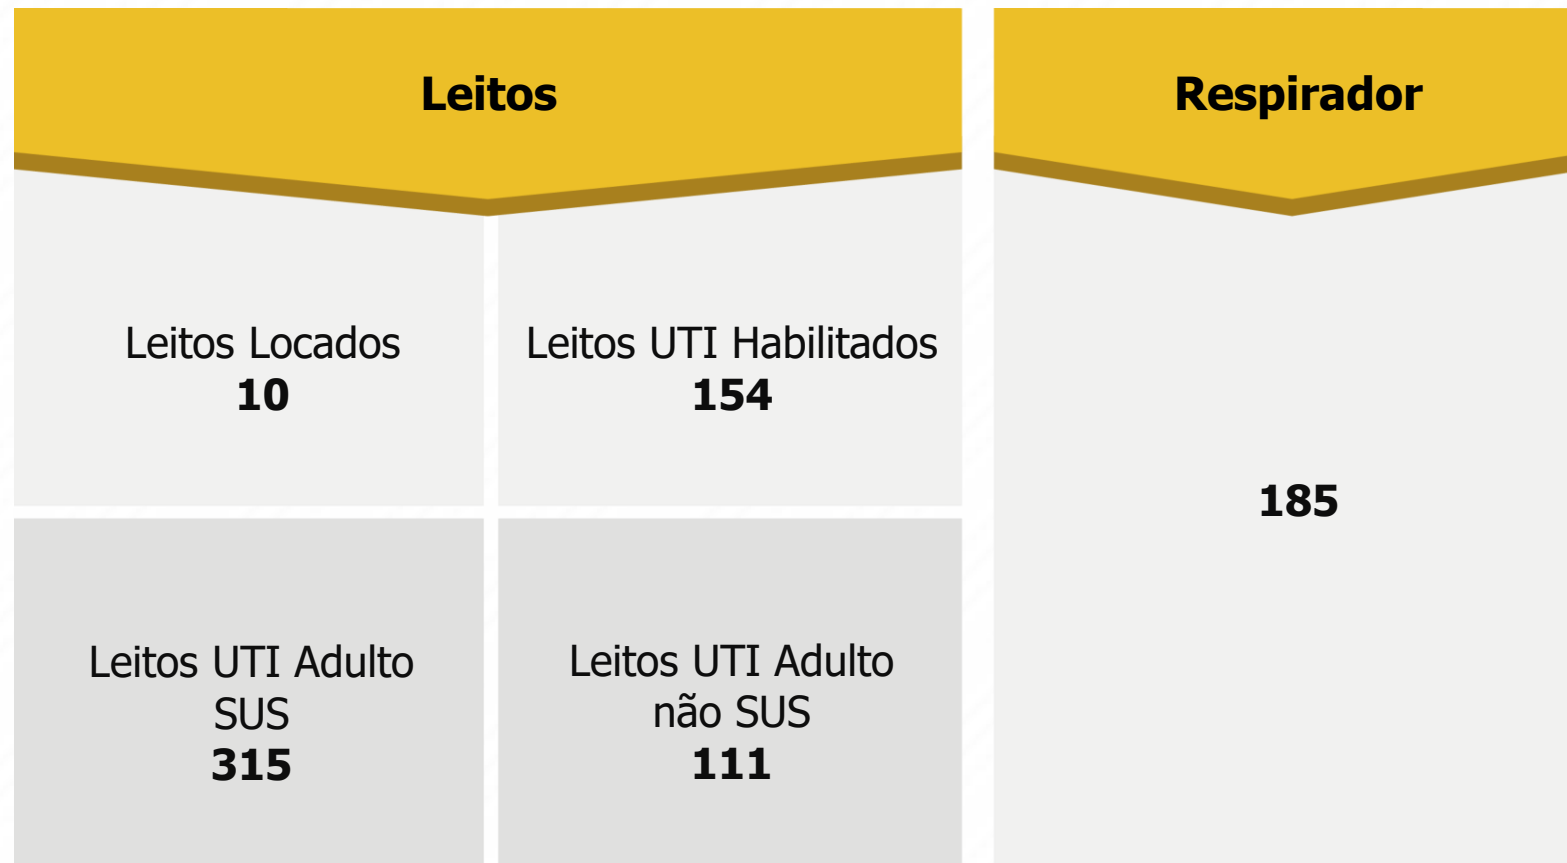 Leitos
Leitos Locados
10
Leitos UTI Habilitados
154
Leitos UTI Adulto
SUS
315
Leitos UTI Adulto
não SUS
111
Respirador
185